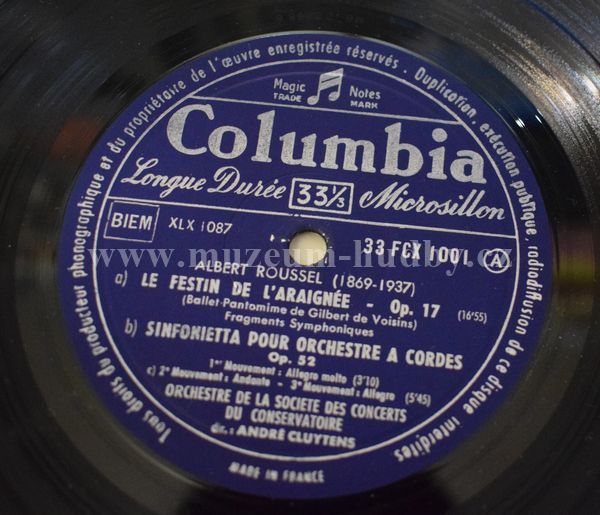 Tous droits du producteur phonographique et du propriétaire de l'œuvre enregistrée réservés. Duplication, exécution publique, radiodiffusion de ce disque interdites
Magic Notes
TRADE MARK
Columbia
Longue Durée 33⅓ Microsillon
BIEM XLX 1087 33 FCX 1001 A
www.muzeum-hudby.cz
ALBERT ROUSSEL (1869-1937)
a) LE FESTIN DE L'ARAIGNÉE - Op. 17 (16'55)
(Ballet-Pantomime de Gilbert de Voisins)
Fragments Symphoniques
b) SINFONIETTA POUR ORCHESTRE A CORDES
Op. 52
1er Mouvement: Allegro molto (3'10)
c) 2e Mouvement: Andante - 3e Mouvement: Allegro (5'45)
ORCHESTRE DE LA SOCIETE DES CONCERTS
DU CONSERVATOIRE
dir.: ANDRÉ CLUYTENS
MADE IN FRANCE